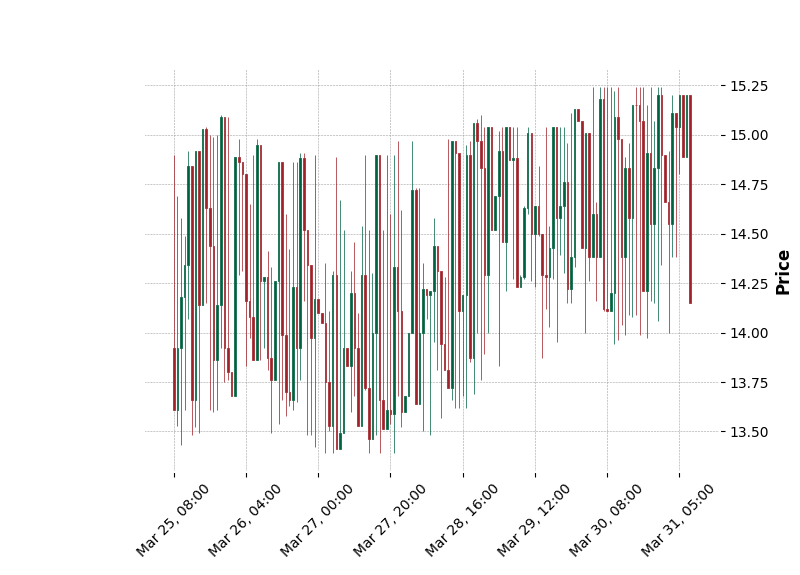 15.25
15.00
14.75
14.50
14.25
14.00
13.75
13.50
Price
Mar 25, 08:00
Mar 26, 04:00
Mar 27, 00:00
Mar 27, 20:00
Mar 28, 16:00
Mar 29, 12:00
Mar 30, 08:00
Mar 31, 05:00